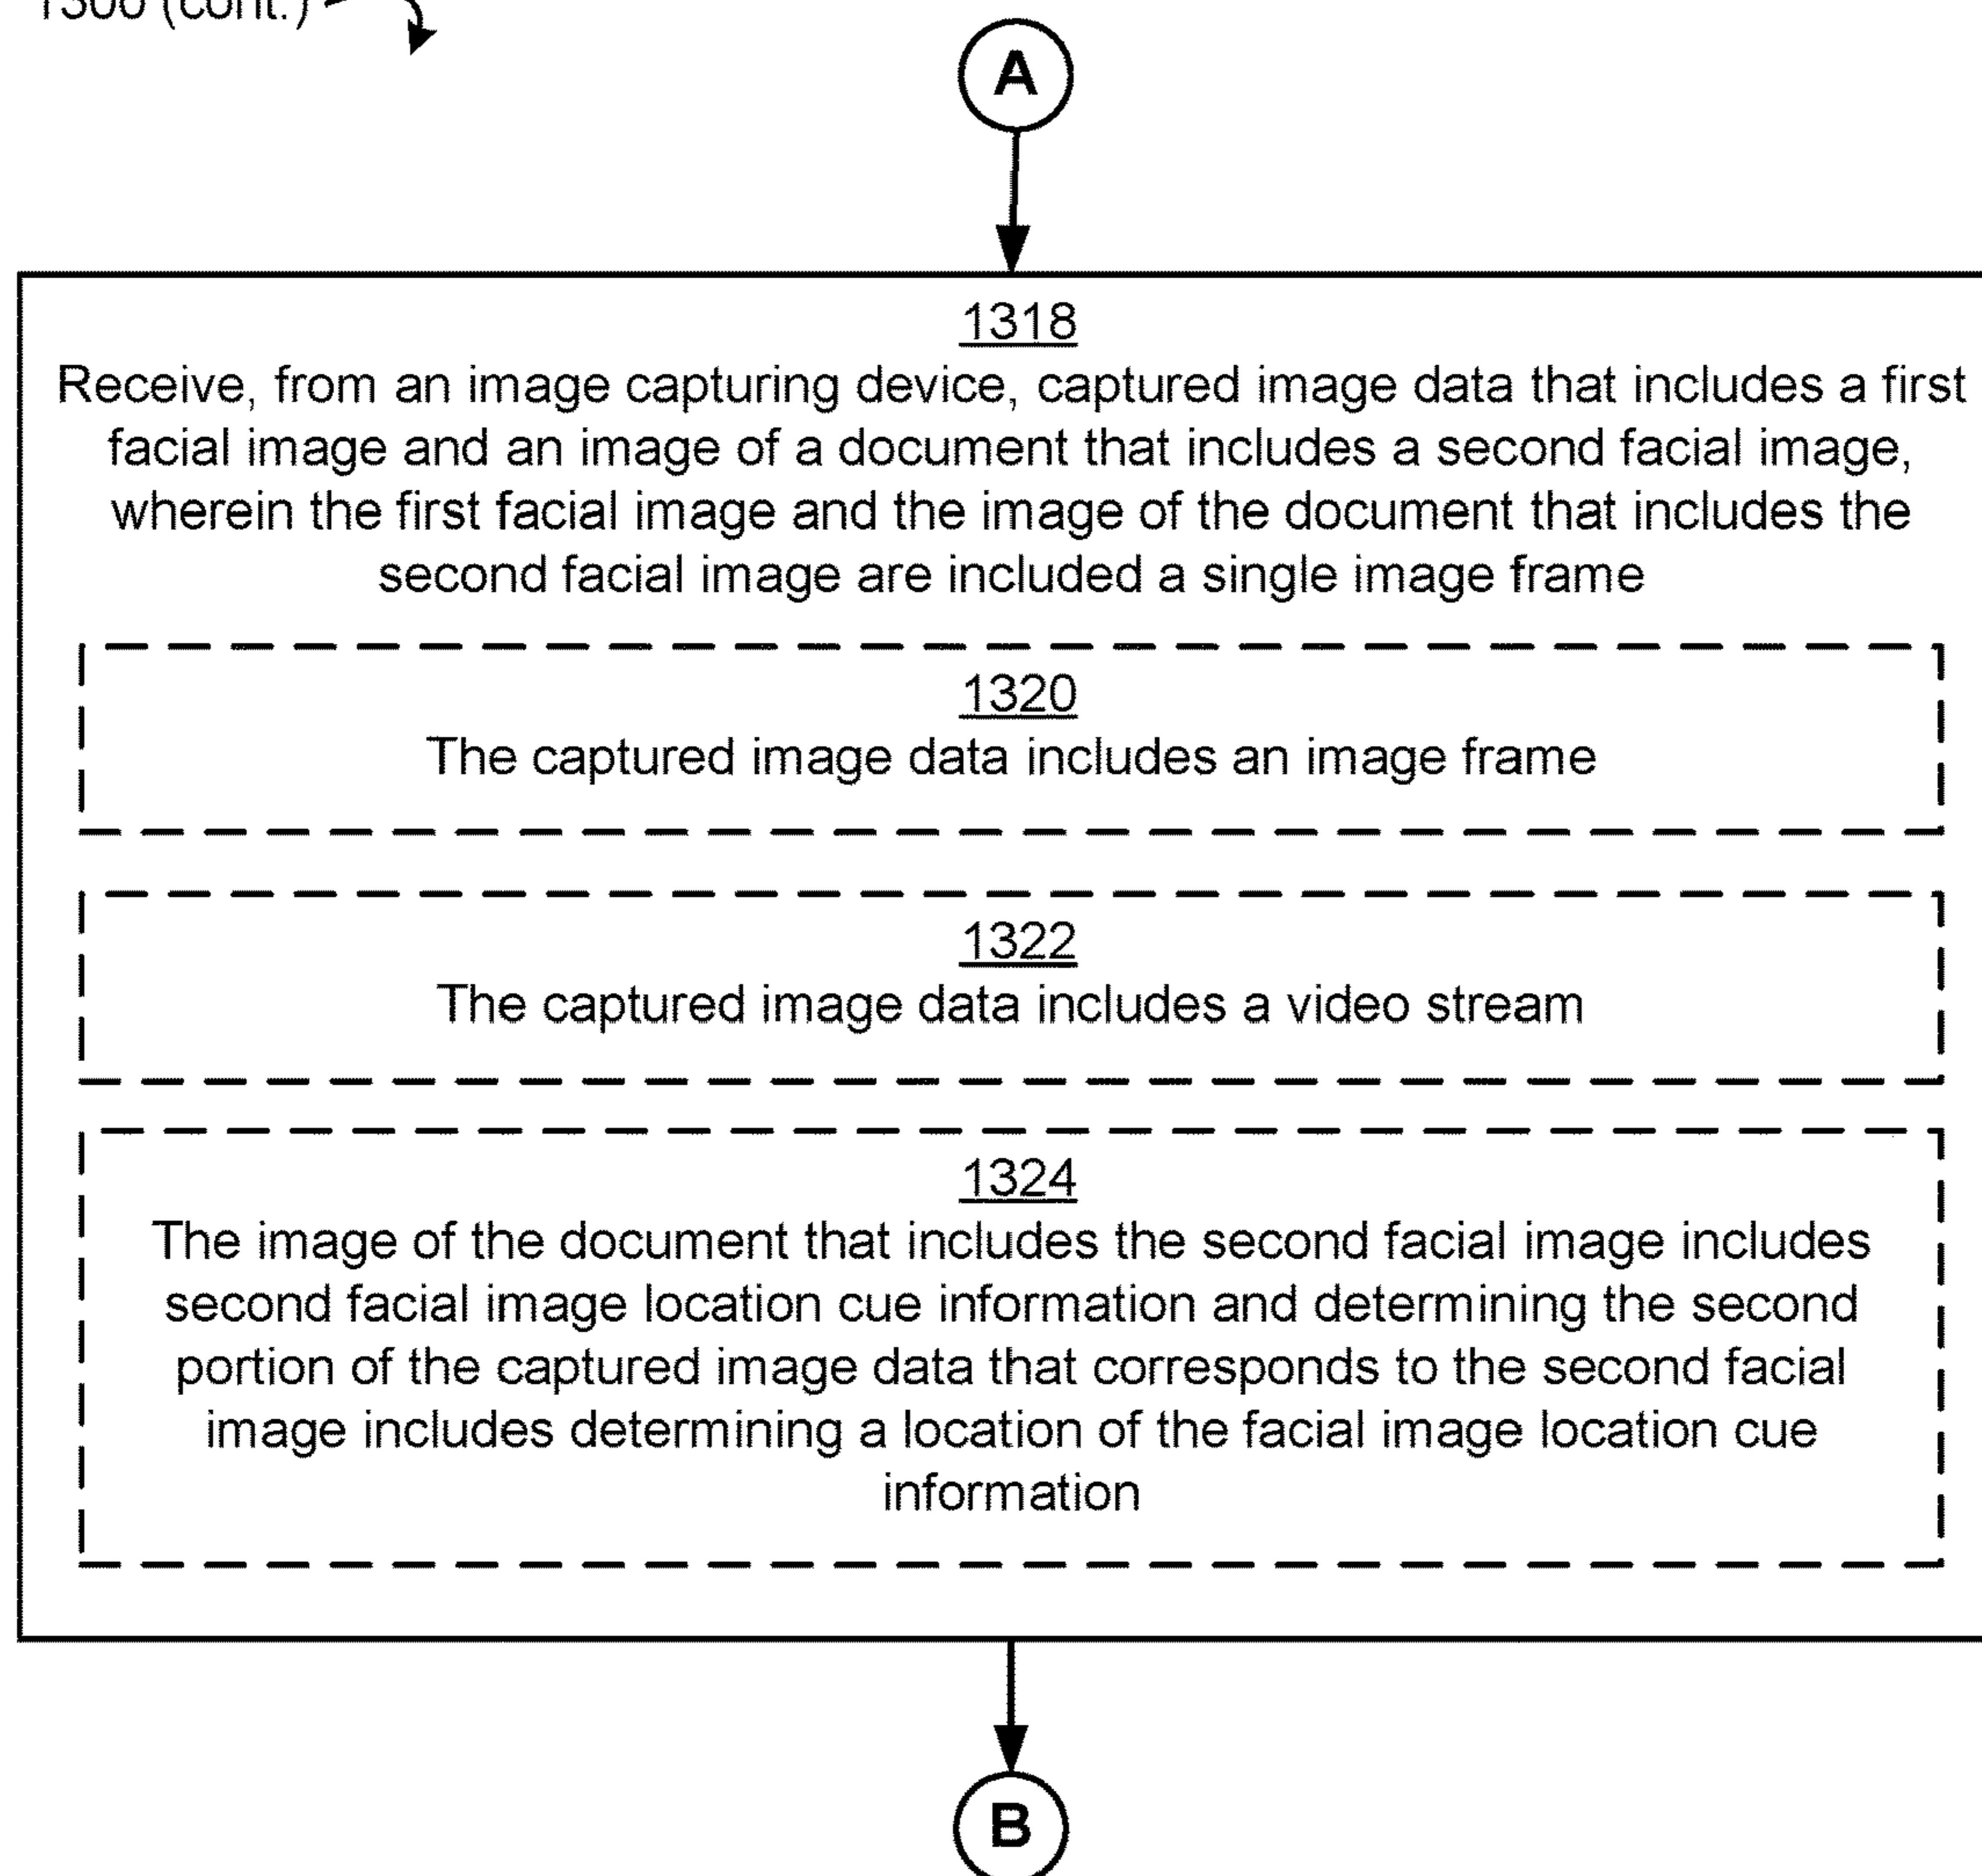 1300 (cont.)
A
1318
Receive, from an image capturing device, captured image data that includes a first
facial image and an image of a document that includes a second facial image,
wherein the first facial image and the image of the document that includes the
second facial image are included a single image frame
1320
The captured image data includes an image frame
1322
The captured image data includes a video stream
1324
The image of the document that includes the second facial image includes
second facial image location cue information and determining the second
portion of the captured image data that corresponds to the second facial
image includes determining a location of the facial image location cue
information
B